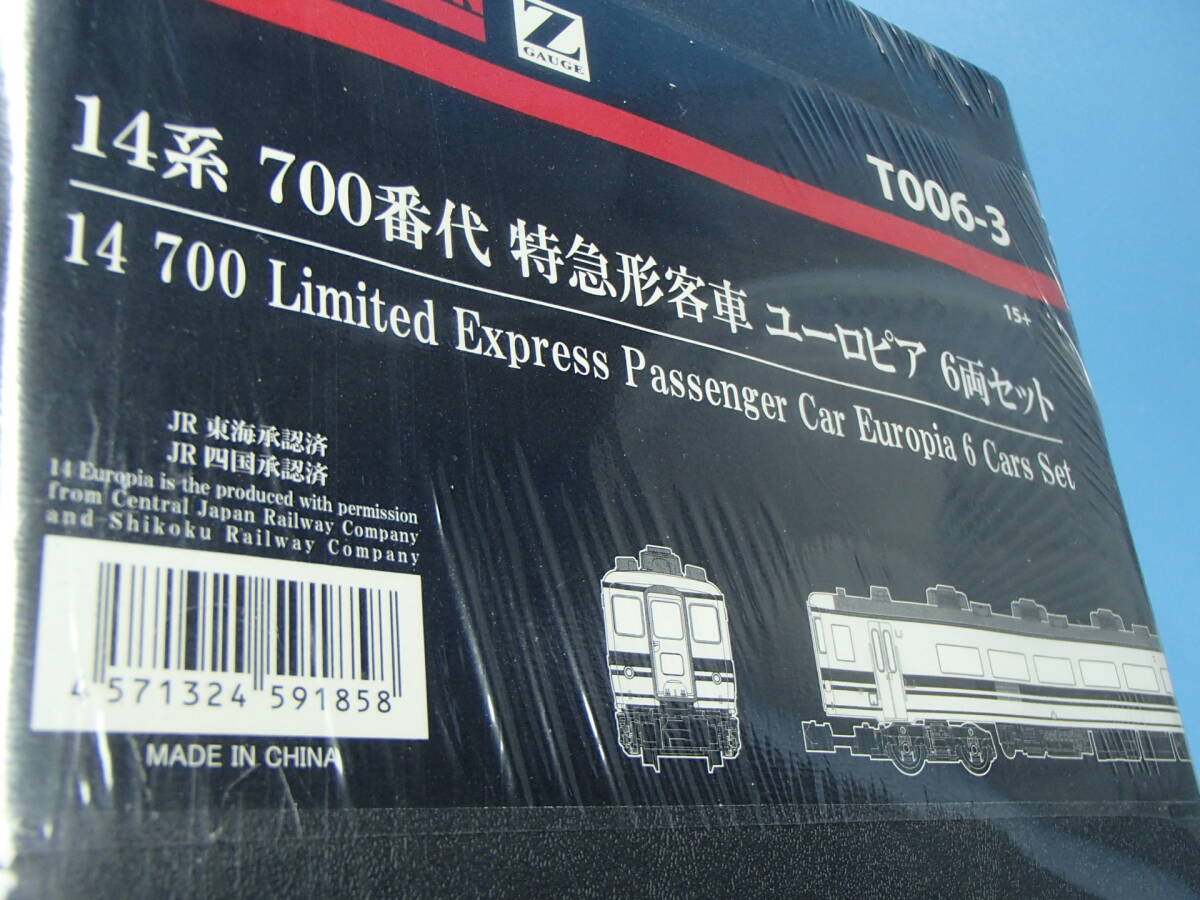 Z
GAUGE
T006-3
15+
14系 700番代 特急形客車 ユーロピア 6両セット
14 700 Limited Express Passenger Car Europia 6 Cars Set
JR 東海承認済
JR 四国承認済
14 Europia is the produced with permission
from Central Japan Railway Company
and Shikoku Railway Company
4 571324 591858
MADE IN CHINA